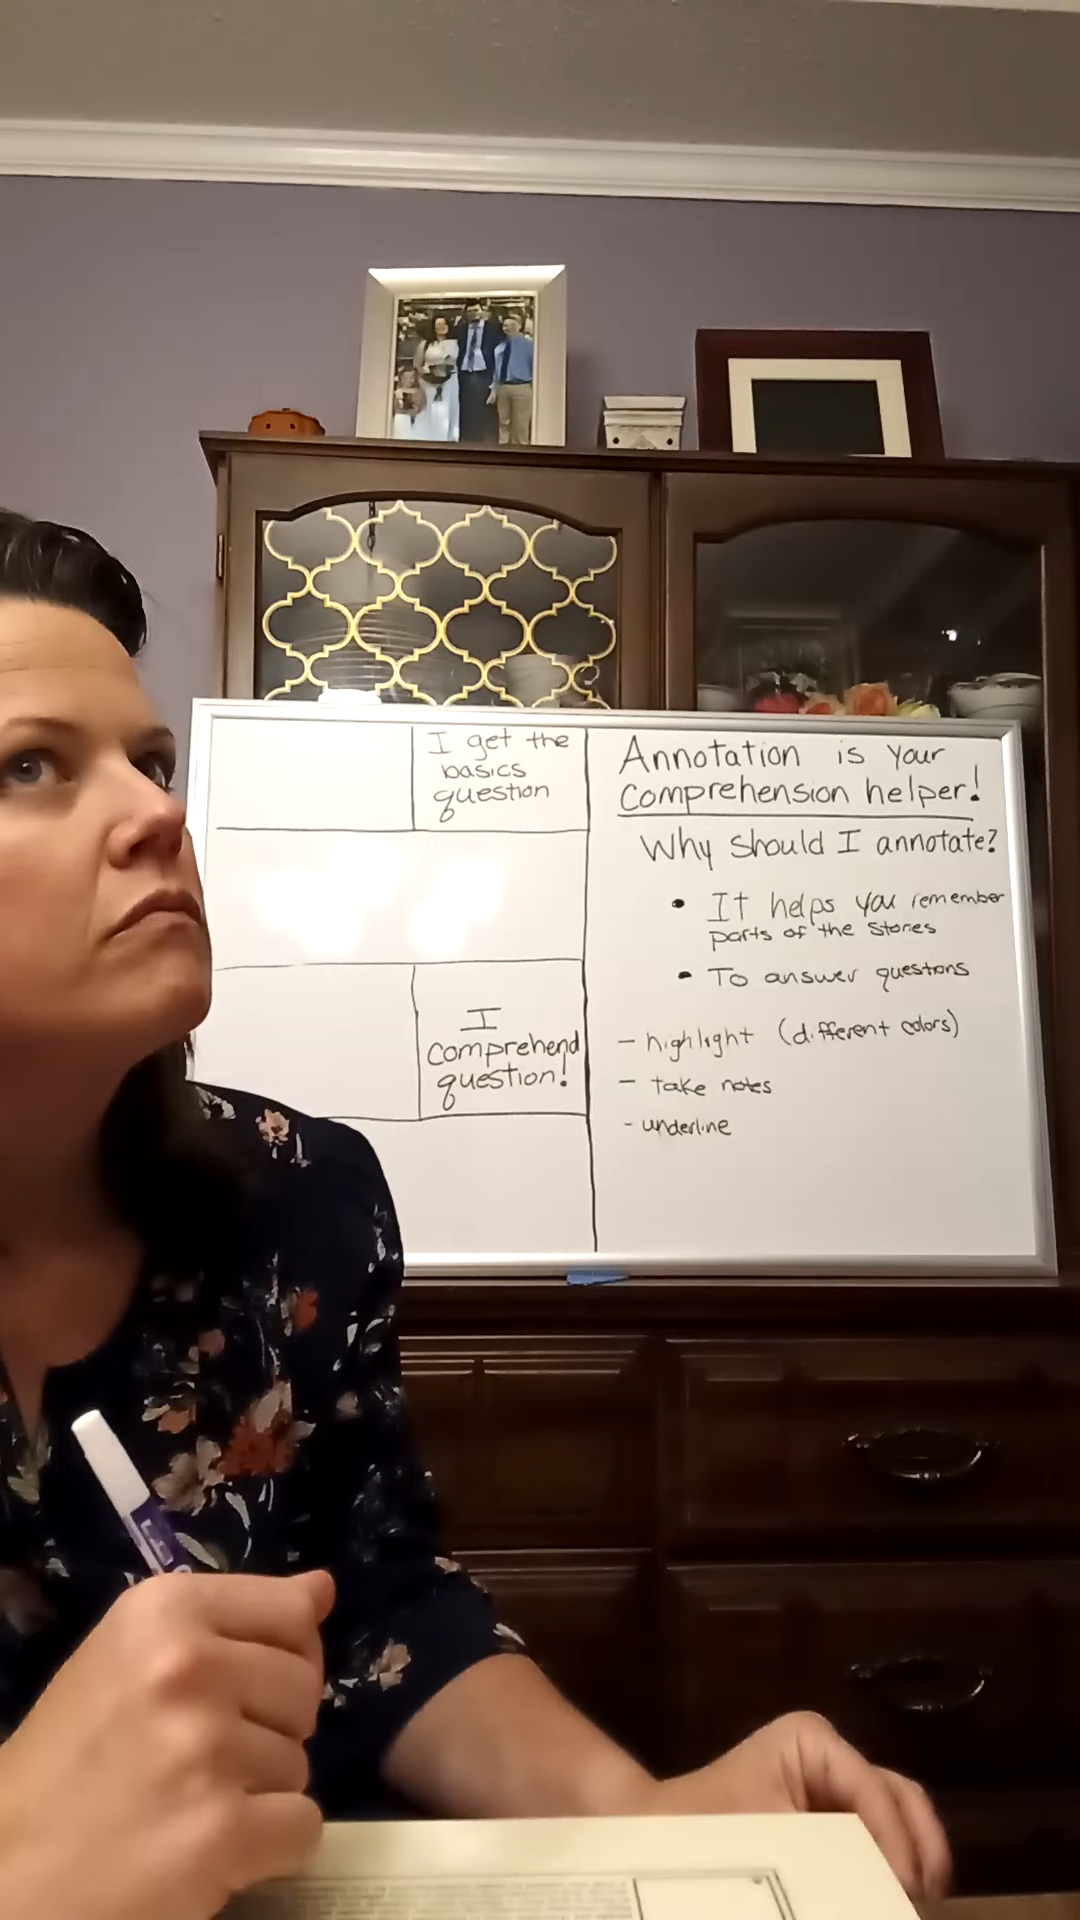 I get the
basics
question
I
comprehend
question!
Annotation is your
comprehension helper!
Why should I annotate?
• It helps you remember
parts of the stories
• To answer questions
- highlight (different colors)
- take notes
- underline